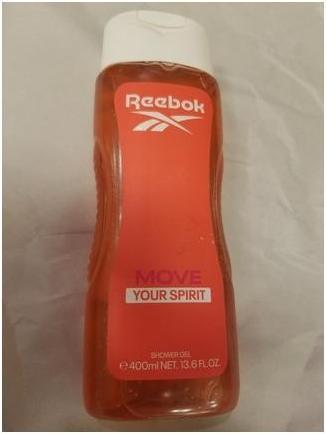 Reebok
MOVE
YOUR SPIRIT
SHOWER GEL
℮400ml NET. 13.6 FL.OZ.